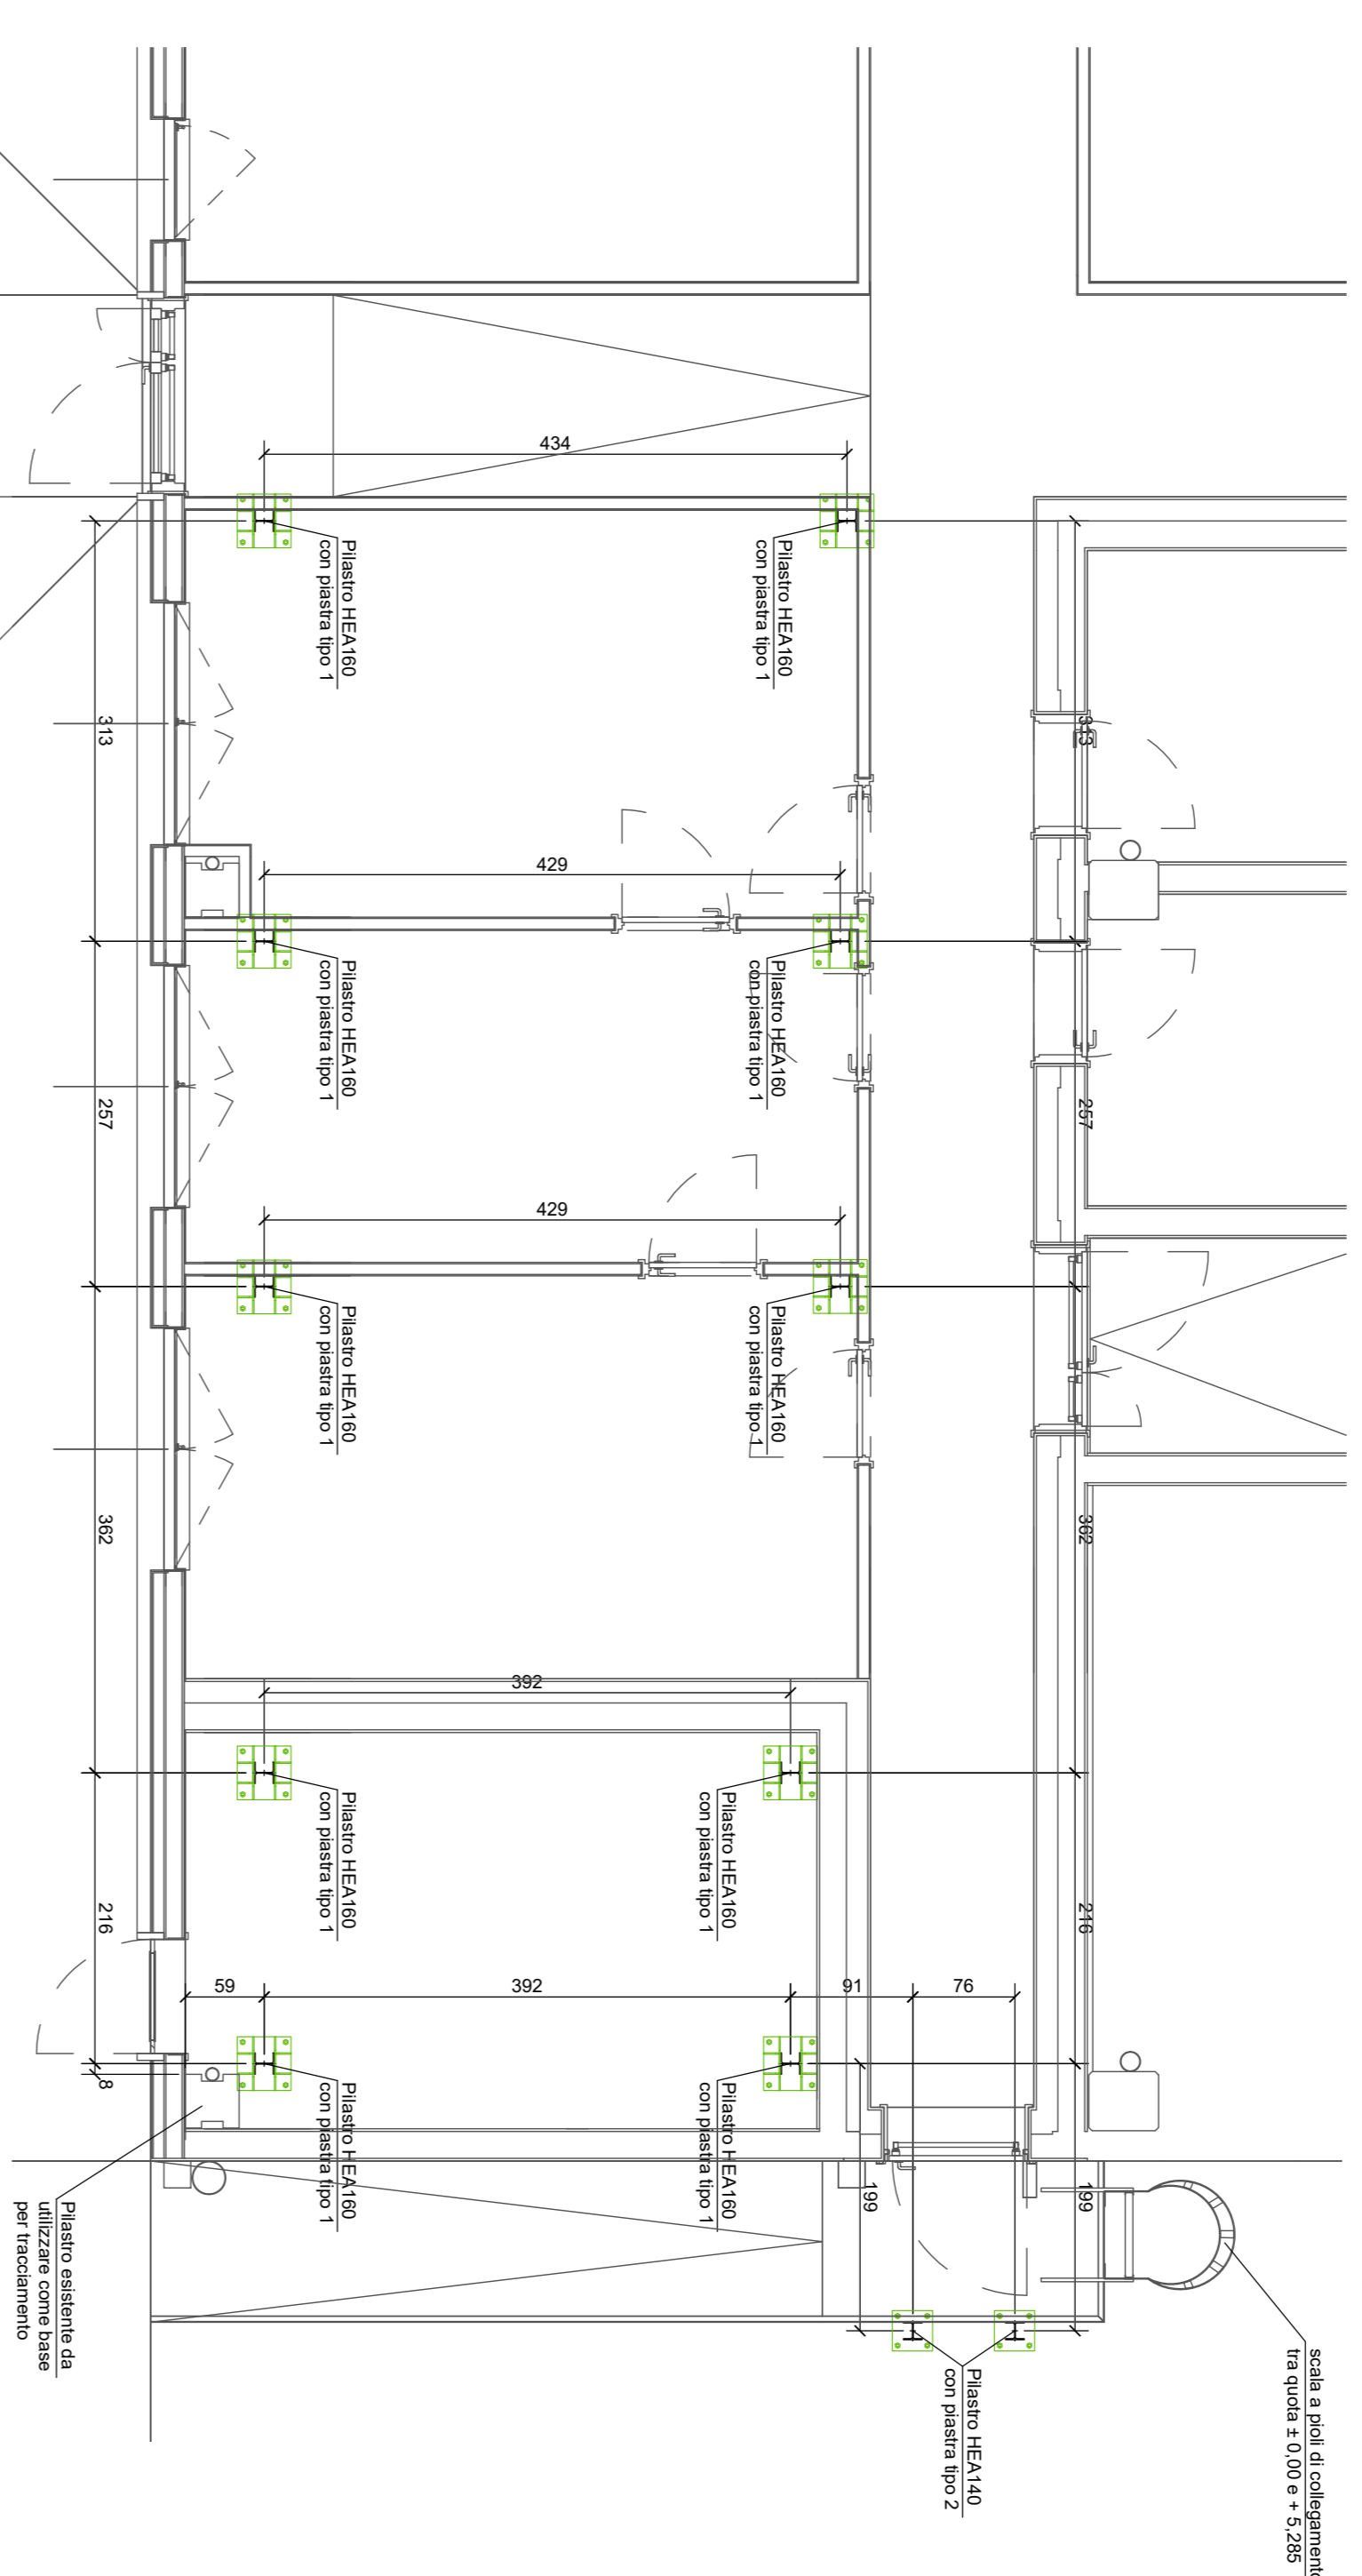 434
Pilastro HEA160
con piastra tipo 1
Pilastro HEA160
con piastra tipo 1
313
313
429
Pilastro HEA160
con piastra tipo 1
Pilastro HEA160
con piastra tipo 1
257
257
429
Pilastro HEA160
con piastra tipo 1
Pilastro HEA160
con piastra tipo 1
362
362
392
Pilastro HEA160
con piastra tipo 1
Pilastro HEA160
con piastra tipo 1
216
216
59
392
91
76
8
Pilastro HEA160
con piastra tipo 1
Pilastro HEA160
con piastra tipo 1
199
199
Pilastro esistente da
utilizzare come base
per tracciamento
Pilastro HEA140
con piastra tipo 2
scala a pioli di collegamento
tra quota ± 0,00 e + 5,285